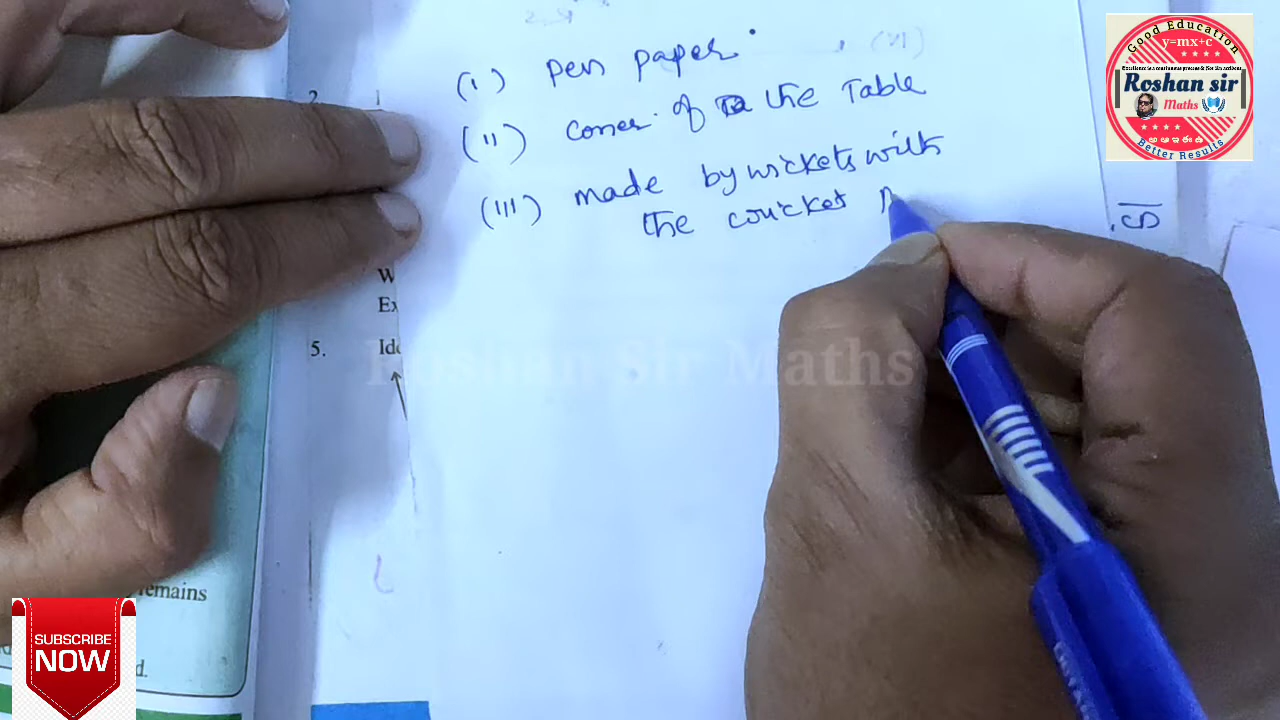 (i) Pen paper
(ii) Corner of the Table
(iii) made by wickets with
the cricket
5.
remains
d.
Roshan Sir Maths
Good Education
y=mx+c
Roshan sir
Maths
Better Results
SUBSCRIBE
NOW